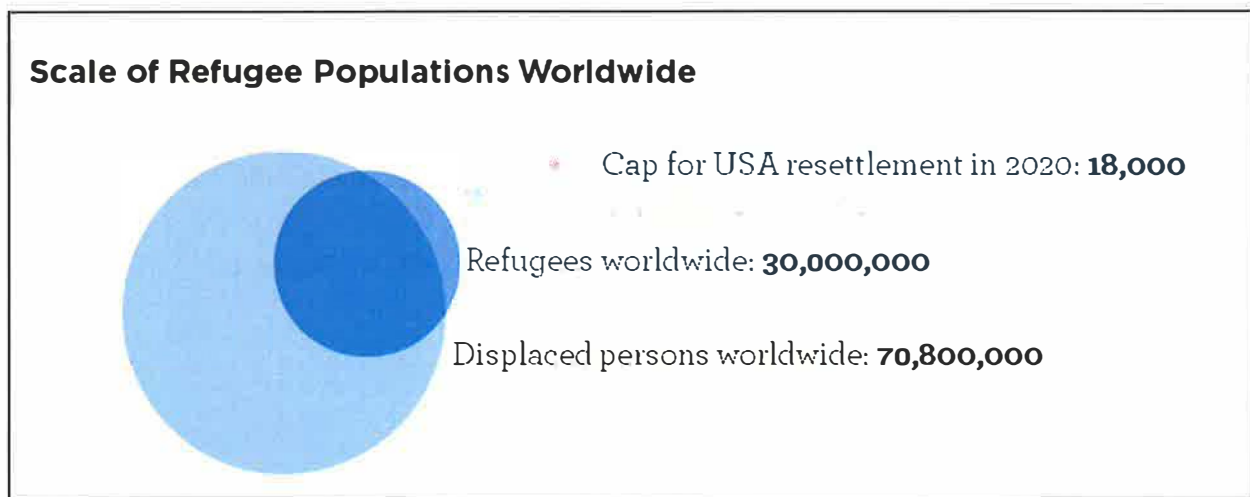 Scale of Refugee Populations Worldwide
Cap for USA resettlement in 2020: 18,000
Refugees worldwide: 30,000,000
Displaced persons worldwide: 70,800,000